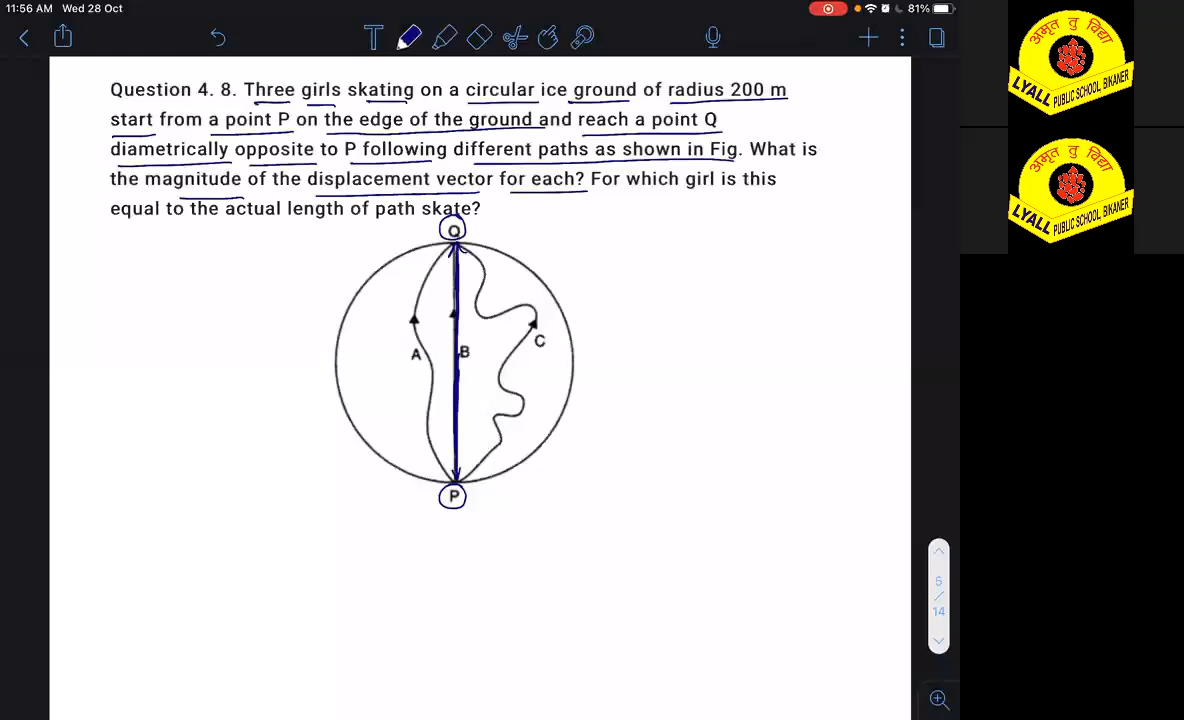 11:56 AM Wed 28 Oct
81%
Question 4. 8. Three girls skating on a circular ice ground of radius 200 m
start from a point P on the edge of the ground and reach a point Q
diametrically opposite to P following different paths as shown in Fig. What is
the magnitude of the displacement vector for each? For which girl is this
equal to the actual length of path skate?
Q
A
B
C
P
5
/
14
अमृतं तु विद्या
LYALL PUBLIC SCHOOL BIKANER
अमृतं तु विद्या
LYALL PUBLIC SCHOOL BIKANER